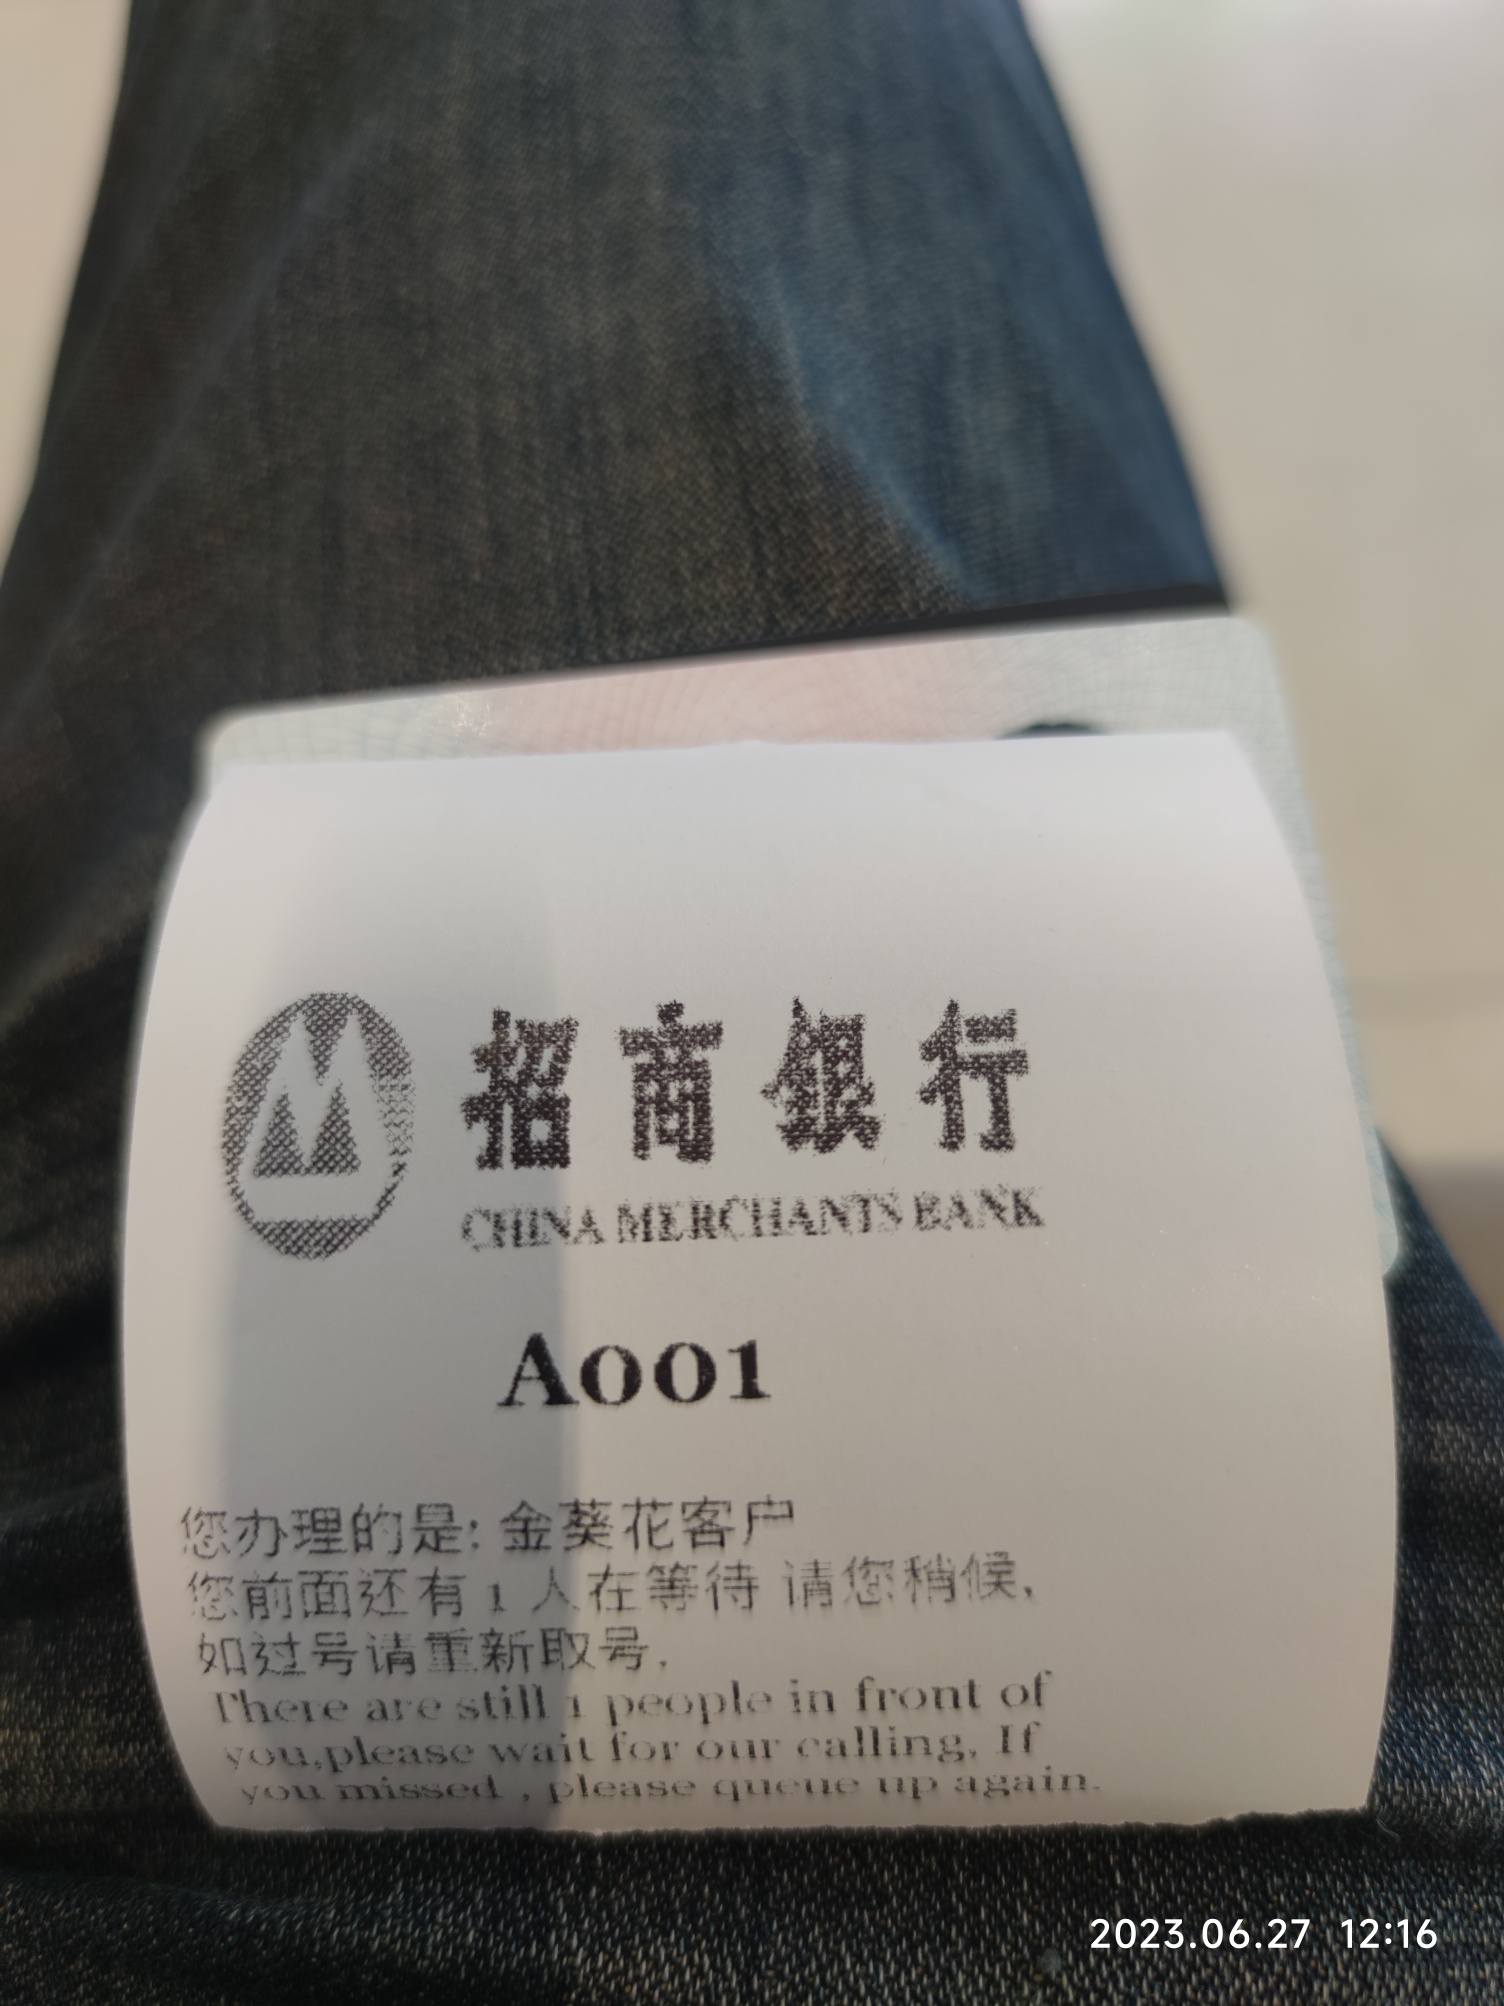 招商银行
CHINA MERCHANTS BANK
A001
您办理的是: 金葵花客户
您前面还有 1 人在等待 请您稍候,
如过号请重新取号,
There are still 1 people in front of
you,please wait for our calling, If
you missed , please queue up again.
2023.06.27 12:16